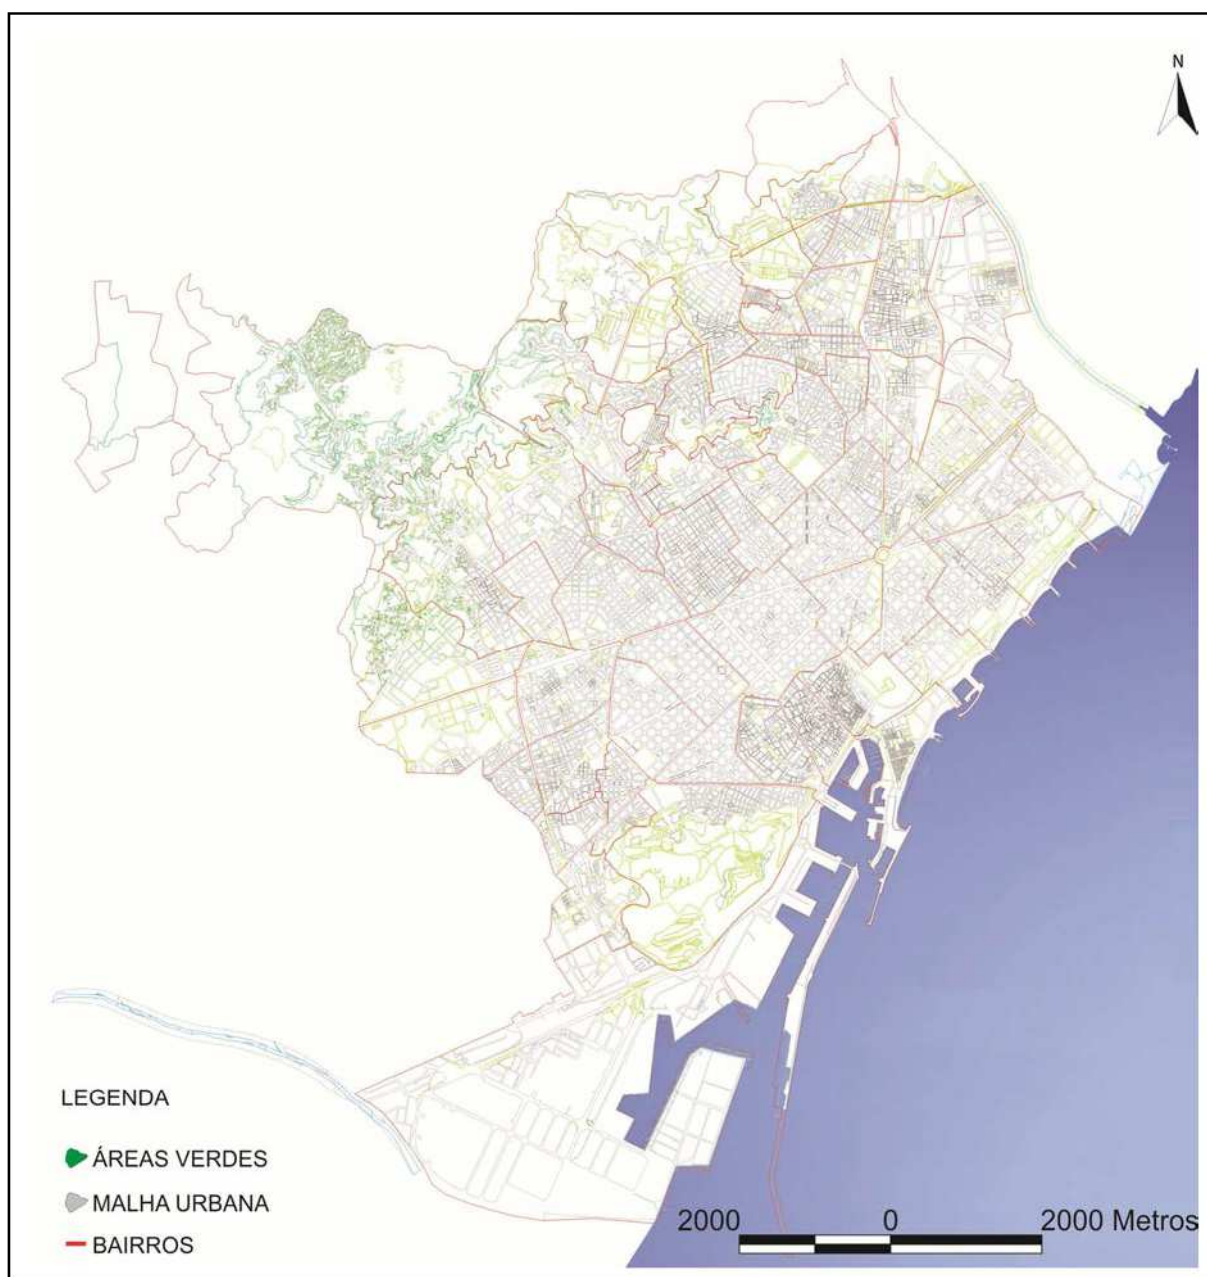 N
LEGENDA
ÁREAS VERDES
MALHA URBANA
BAIRROS
2000 0 2000 Metros